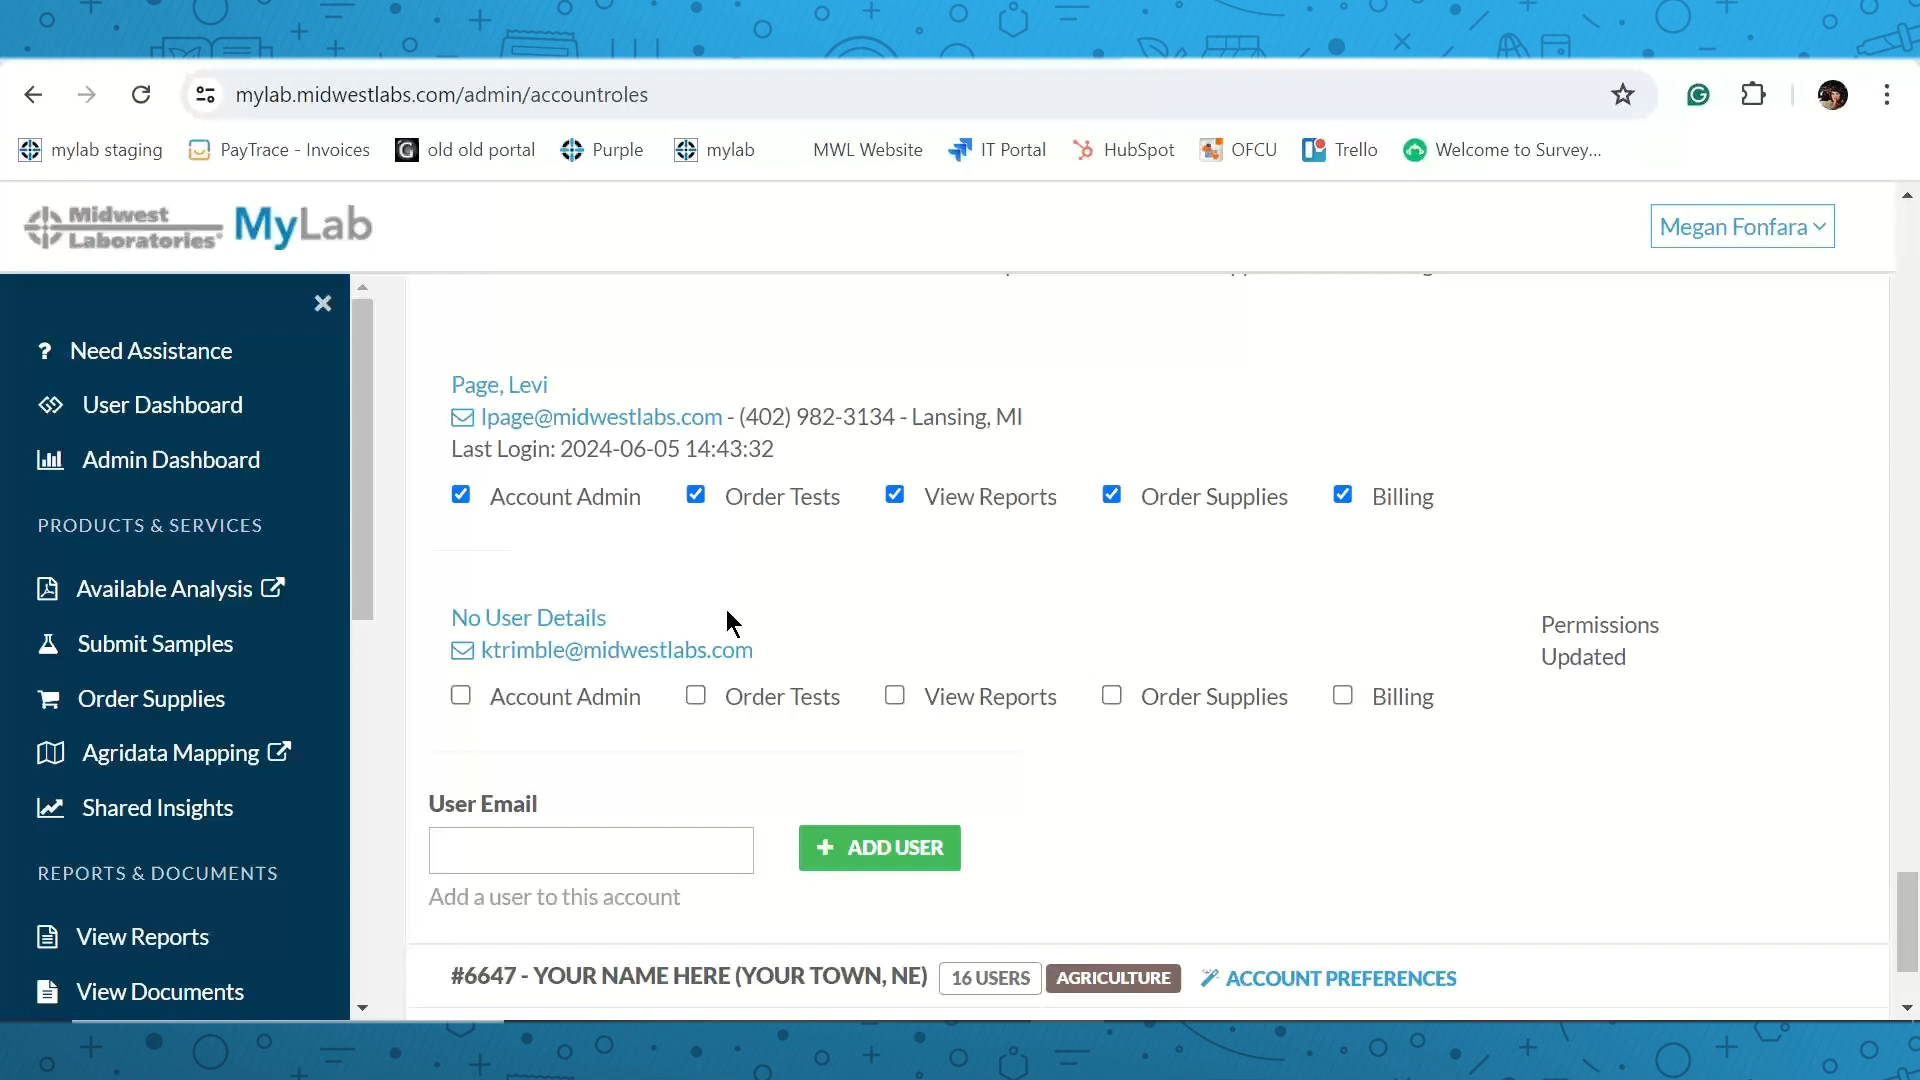 mylab.midwestlabs.com/admin/accountroles
mylab staging PayTrace - Invoices old old portal Purple mylab MWL Website IT Portal HubSpot OFCU Trello Welcome to Survey...
Midwest Laboratories MyLab
Megan Fonfara
Need Assistance
User Dashboard
Admin Dashboard
PRODUCTS & SERVICES
Available Analysis
Submit Samples
Order Supplies
Agridata Mapping
Shared Insights
REPORTS & DOCUMENTS
View Reports
View Documents
Page, Levi
lpage@midwestlabs.com - (402) 982-3134 - Lansing, MI
Last Login: 2024-06-05 14:43:32
Account Admin Order Tests View Reports Order Supplies Billing
No User Details
ktrimble@midwestlabs.com
Permissions
Updated
Account Admin Order Tests View Reports Order Supplies Billing
User Email
+ ADD USER
Add a user to this account
#6647 - YOUR NAME HERE (YOUR TOWN, NE) 16 USERS AGRICULTURE ACCOUNT PREFERENCES